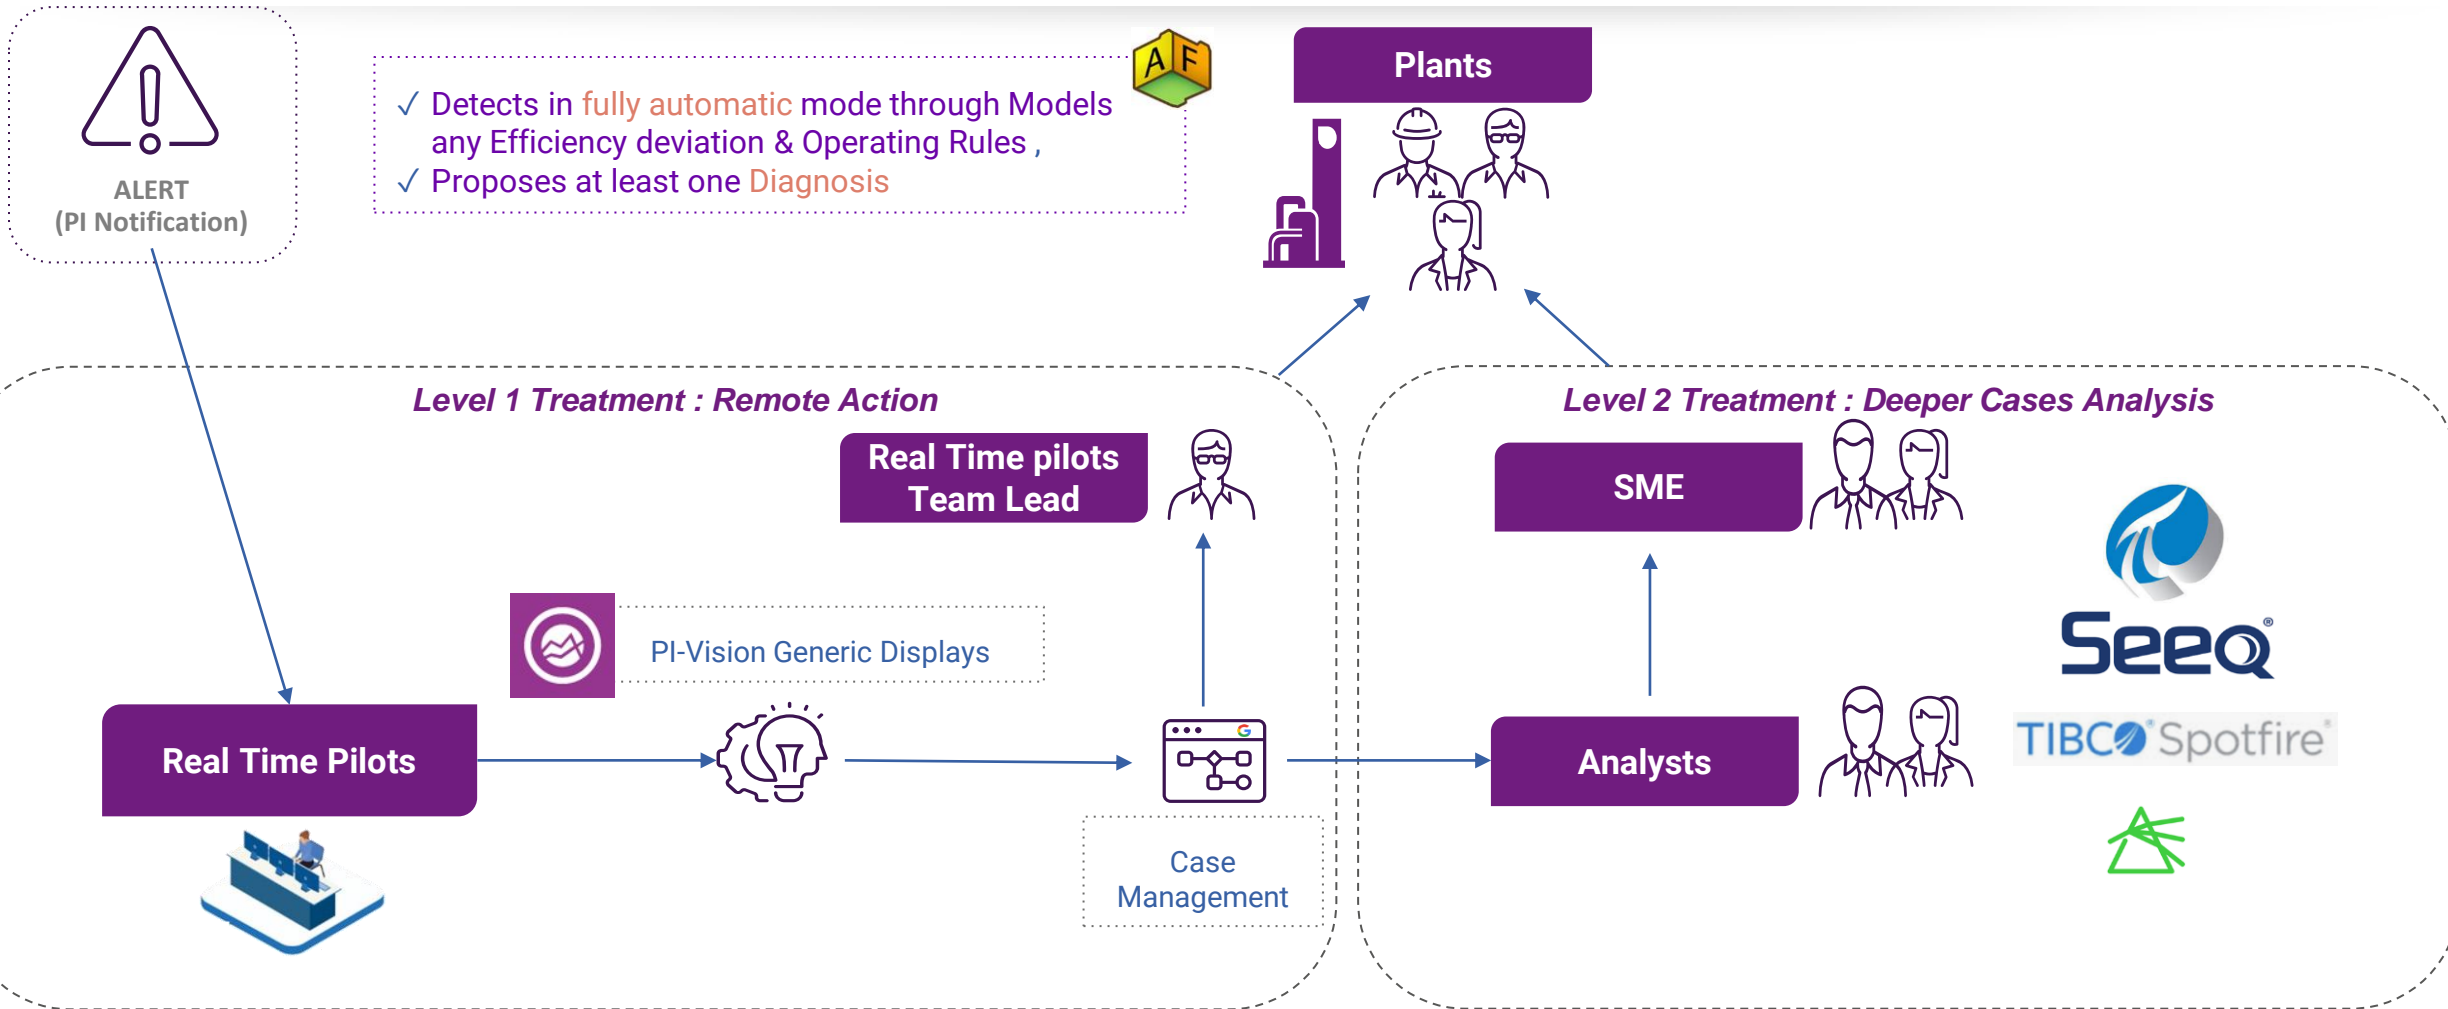 ALERT
(PI Notification)
✓ Detects in fully automatic mode through Models
any Efficiency deviation & Operating Rules ,
✓ Proposes at least one Diagnosis
AF
Plants
Level 1 Treatment : Remote Action
Real Time pilots
Team Lead
PI-Vision Generic Displays
Real Time Pilots
G
Case
Management
Level 2 Treatment : Deeper Cases Analysis
SME
Analysts
Seeq®
TIBCO® Spotfire®